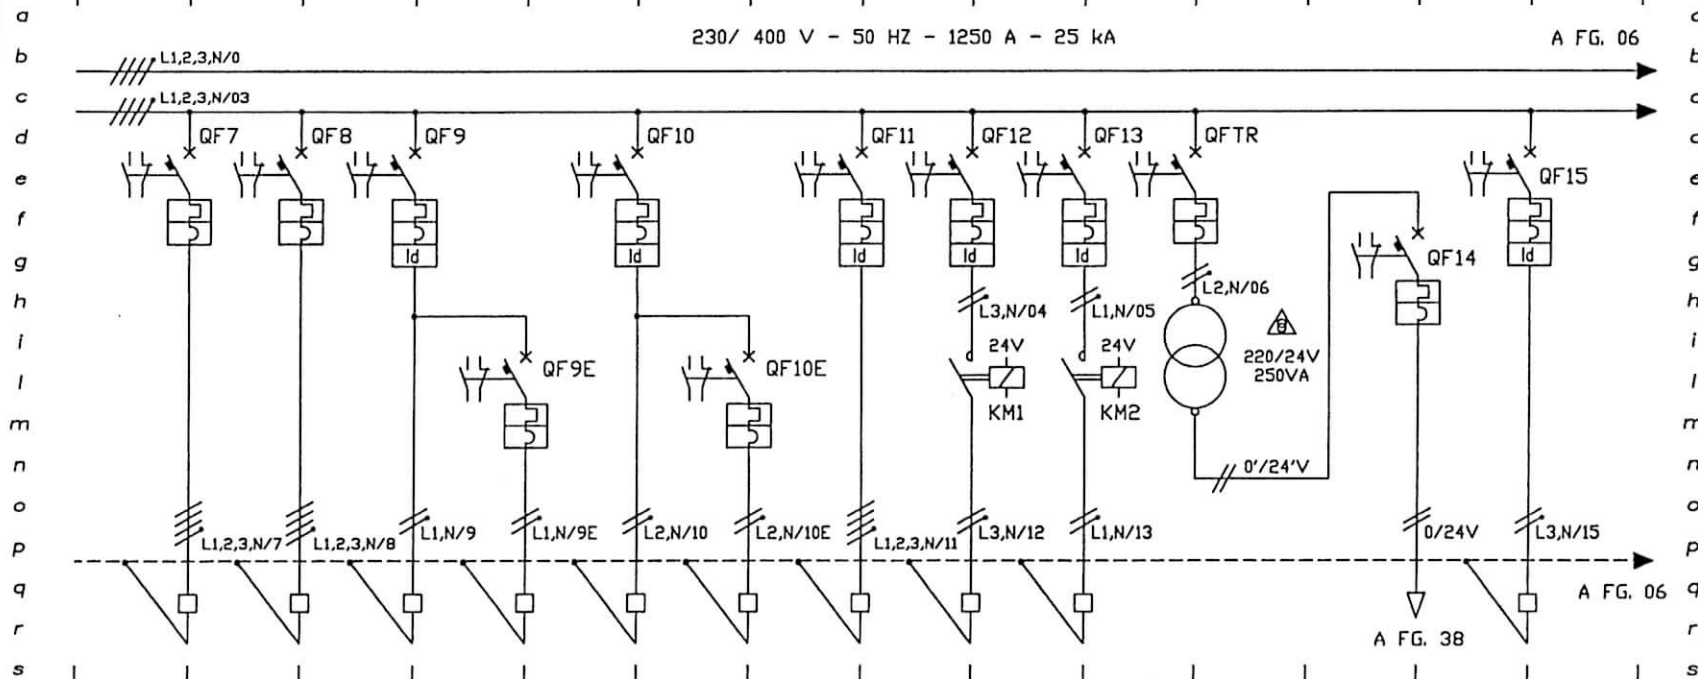 a
230/ 400 V - 50 HZ - 1250 A - 25 kA
A FG. 06
b
L1,2,3,N/0
b
c
L1,2,3,N/03
d
QF7
QF8
QF9
QF10
QF11
QF12
QF13
QFTR
e
QF15
e
f
f
g
Id
Id
Id
Id
Id
QF14
Id
g
h
L3,N/04
L1,N/05
L2,N/06
h
i
24V
24V
220/24V
i
l
QF9E
QF10E
250VA
l
m
KM1
KM2
m
n
0'/24'V
n
o
o
p
L1,2,3,N/7
L1,2,3,N/8
L1,N/9
L1,N/9E
L2,N/10
L2,N/10E
L1,2,3,N/11
L3,N/12
L1,N/13
0/24V
L3,N/15
p
q
A FG. 06
q
r
A FG. 38
r
s
s